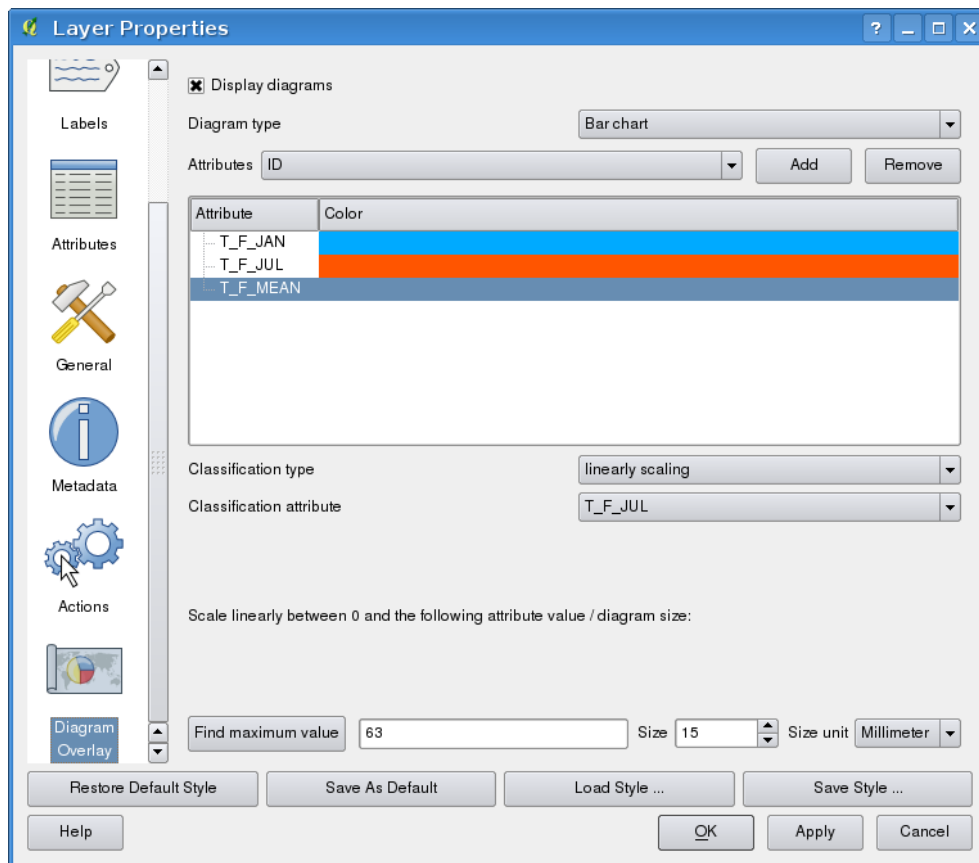 Layer Properties
Display diagrams
Labels
Diagram type Bar chart
Attributes ID Add Remove
Attribute Color
T_F_JAN
Attributes
T_F_JUL
T_F_MEAN
General
Classification type linearly scaling
Metadata
Classification attribute T_F_JUL
Actions
Scale linearly between 0 and the following attribute value / diagram size:
Diagram
Overlay
Find maximum value 63 Size 15 Size unit Millimeter
Restore Default Style Save As Default Load Style ... Save Style ...
Help OK Apply Cancel